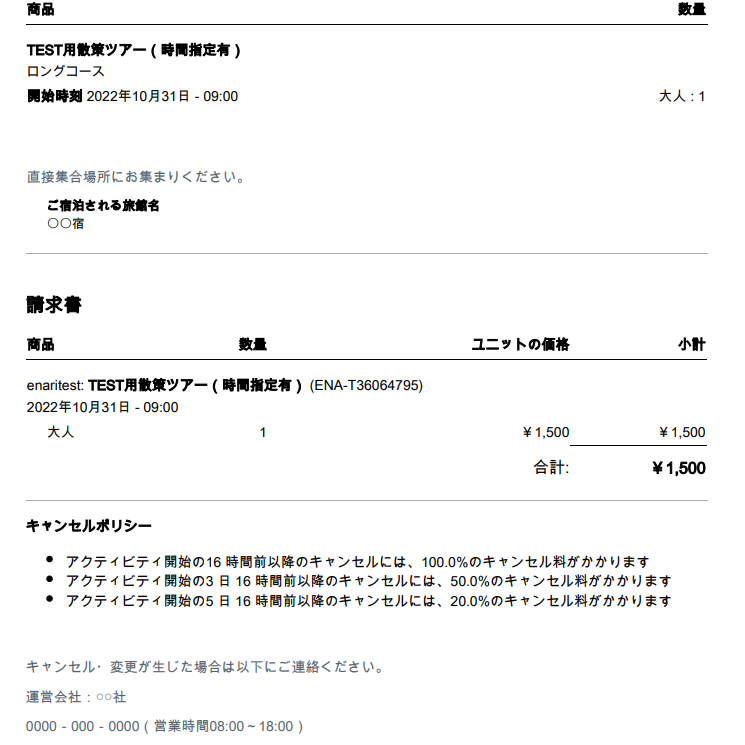 商品 数量
TEST用散策ツアー ( 時間指定有 )
ロングコース
開始時刻 2022年10月31日 - 09:00 大人 : 1
直接集合場所にお集まりください。
ご宿泊される旅館名
〇〇宿
請求書
商品 数量 ユニットの価格 小計
enaritest: TEST用散策ツアー ( 時間指定有 ) (ENA-T36064795)
2022年10月31日 - 09:00
大人 1 ¥ 1,500 ¥ 1,500
合計: ¥ 1,500
キャンセルポリシー
• アクティビティ開始の16 時間前以降のキャンセルには、100.0%のキャンセル料がかかります
• アクティビティ開始の3 日 16 時間前以降のキャンセルには、50.0%のキャンセル料がかかります
• アクティビティ開始の5 日 16 時間前以降のキャンセルには、20.0%のキャンセル料がかかります
キャンセル・変更が生じた場合は以下にご連絡ください。
運営会社：○○社
0000 - 000 - 0000 ( 営業時間08:00～18:00 )